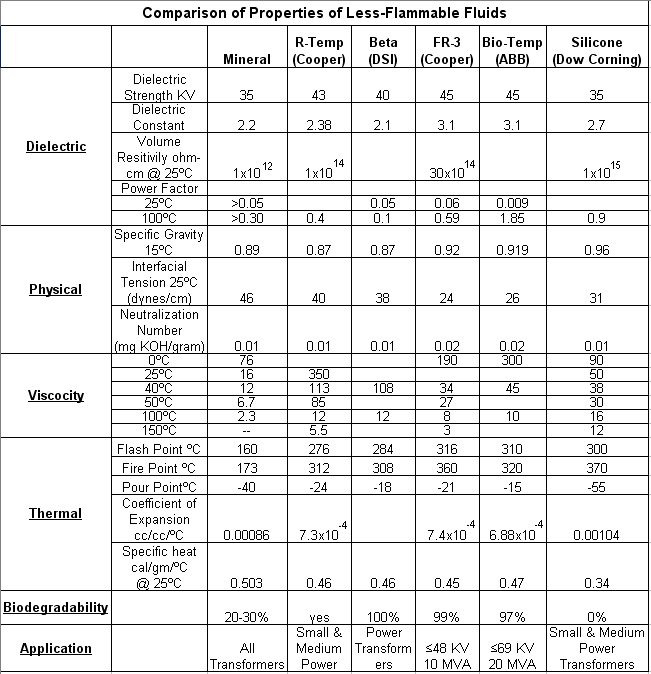 Comparison of Properties of Less-Flammable Fluids
Mineral R-Temp (Cooper) Beta (DSI) FR-3 (Cooper) Bio-Temp (ABB) Silicone (Dow Corning)
Dielectric
Dielectric Strength KV 35 43 40 45 45 35
Dielectric Constant 2.2 2.38 2.1 3.1 3.1 2.7
Volume Resitivily ohm-cm @ 25ºC 1x10^12 1x10^14 30x10^14 1x10^15
Power Factor
25ºC >0.05 0.05 0.06 0.009
100ºC >0.30 0.4 0.1 0.59 1.85 0.9
Physical
Specific Gravity 15ºC 0.89 0.87 0.87 0.92 0.919 0.96
Interfacial Tension 25ºC (dynes/cm) 46 40 38 24 26 31
Neutralization Number (mg KOH/gram) 0.01 0.01 0.01 0.02 0.02 0.01
Viscocity
0ºC 76 190 300 90
25ºC 16 350 50
40ºC 12 113 108 34 45 38
50ºC 6.7 85 27 30
100ºC 2.3 12 12 8 10 16
150ºC -- 5.5 3 12
Thermal
Flash Point ºC 160 276 284 316 310 300
Fire Point ºC 173 312 308 360 320 370
Pour PointºC -40 -24 -18 -21 -15 -55
Coefficient of Expansion cc/cc/ºC 0.00086 7.3x10^-4 7.4x10^-4 6.88x10^-4 0.00104
Specific heat cal/gm/ºC @ 25ºC 0.503 0.46 0.46 0.45 0.47 0.34
Biodegradability 20-30% yes 100% 99% 97% 0%
Application All Transformers Small & Medium Power Power Transform ers ≤48 KV 10 MVA ≤69 KV 20 MVA Small & Medium Power Transformers